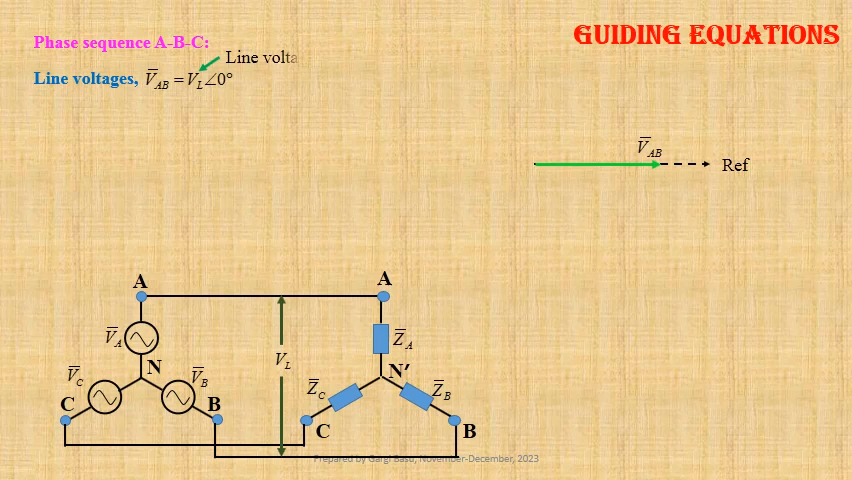 GUIDING EQUATIONS
Phase sequence A-B-C:
Line volta
Line voltages, V̅_AB = V_L∠0°
V̅_AB
Ref
A
A
V̅_A
Z̅_A
V_L
N
N′
V̅_C
V̅_B
Z̅_C
Z̅_B
C
B
C
B
Prepared by Gargi Basu, November-December, 2023